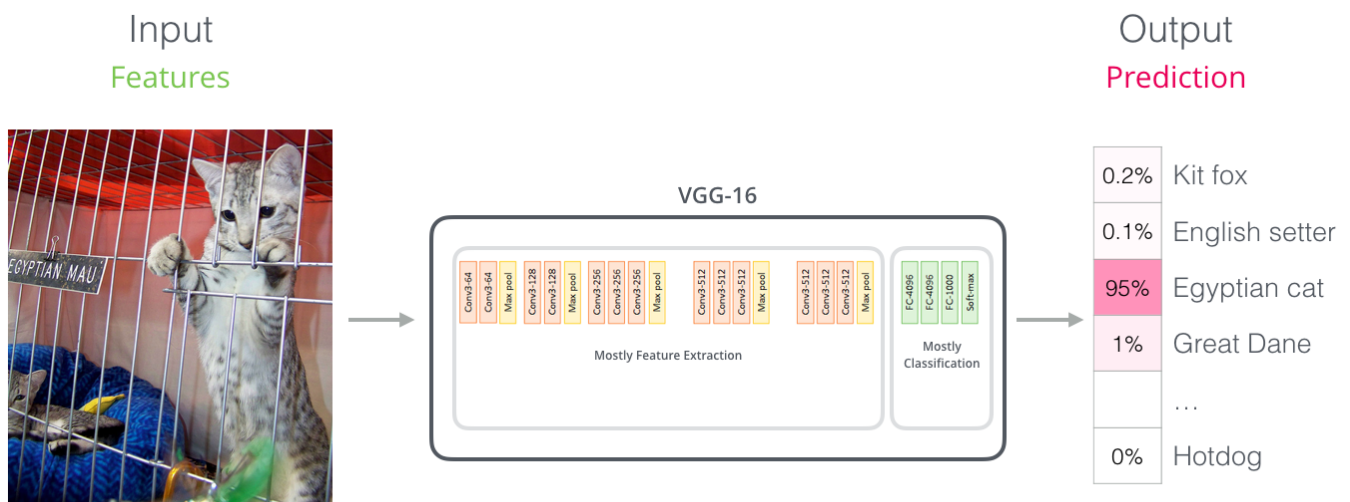 Input
Features
Output
Prediction
EGYPTIAN MAU
VGG-16
Conv3-64
Conv3-64
Max pool
Conv3-128
Conv3-128
Max pool
Conv3-256
Conv3-256
Conv3-256
Max pool
Conv3-512
Conv3-512
Conv3-512
Max pool
Conv3-512
Conv3-512
Conv3-512
Max pool
Mostly Feature Extraction
FC-4096
FC-4096
FC-1000
Soft-max
Mostly
Classification
0.2% Kit fox
0.1% English setter
95% Egyptian cat
1% Great Dane
...
0% Hotdog